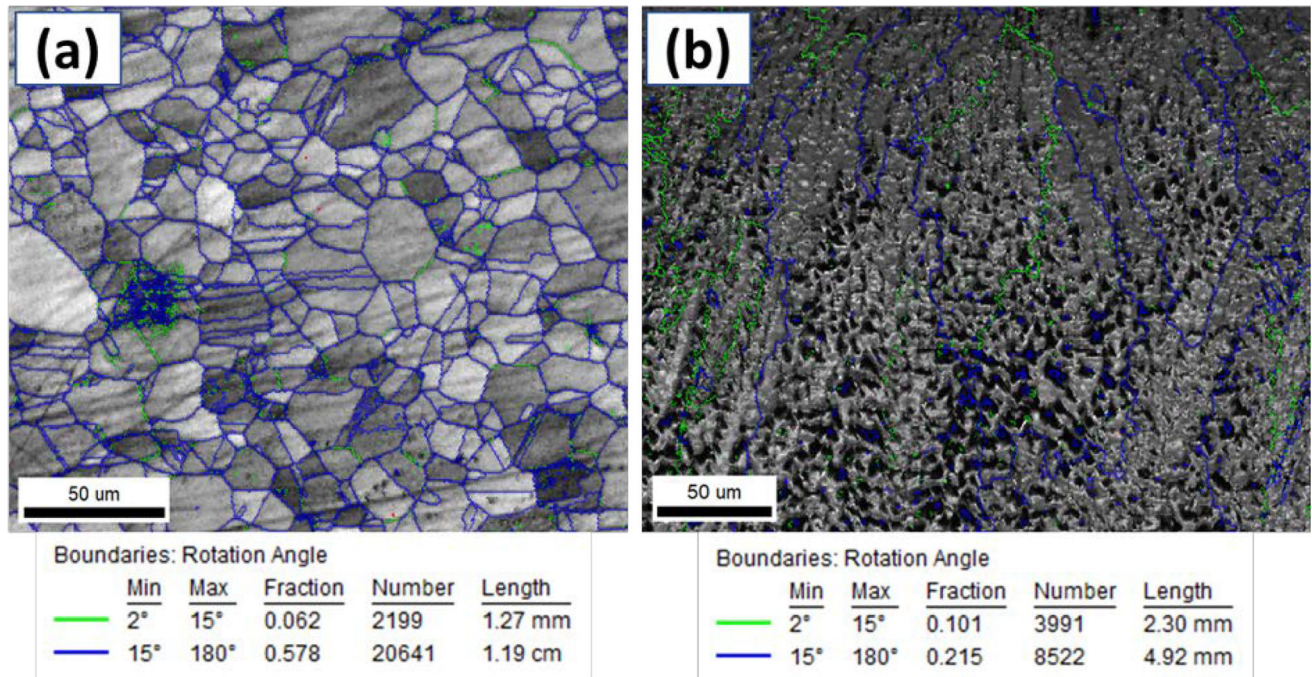 (a)
50 um
Boundaries: Rotation Angle
Min Max Fraction Number Length
2° 15° 0.062 2199 1.27 mm
15° 180° 0.578 20641 1.19 cm
(b)
50 um
Boundaries: Rotation Angle
Min Max Fraction Number Length
2° 15° 0.101 3991 2.30 mm
15° 180° 0.215 8522 4.92 mm